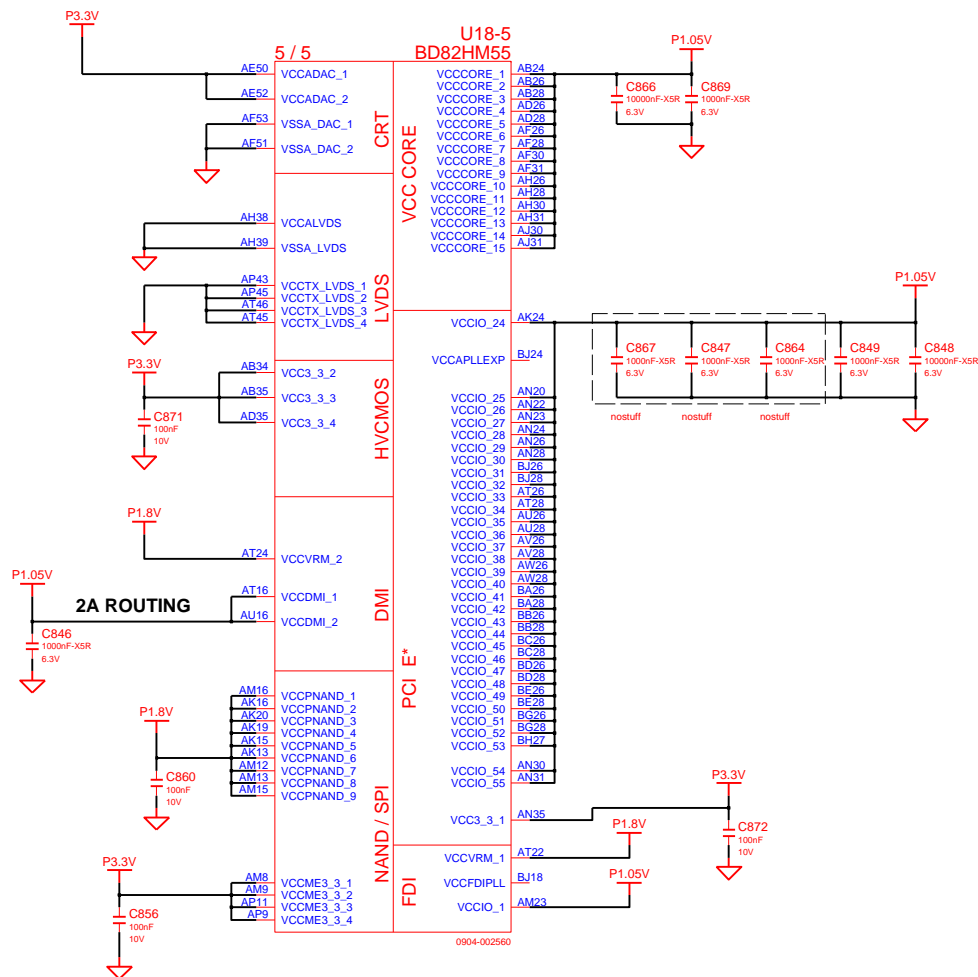 P3.3V
U18-5
5 / 5
BD82HM55
P1.05V
AE50 VCCADAC_1
AE52 VCCADAC_2
AF53 VSSA_DAC_1
AF51 VSSA_DAC_2
CRT
AH38 VCCALVDS
AH39 VSSA_LVDS
AP43 VCCTX_LVDS_1
AP45 VCCTX_LVDS_2
AT46 VCCTX_LVDS_3
AT45 VCCTX_LVDS_4
LVDS
P3.3V
AB34 VCC3_3_2
AB35 VCC3_3_3
AD35 VCC3_3_4
C871
100nF
10V
HVCMOS
P1.8V
AT24 VCCVRM_2
P1.05V
AT16 VCCDMI_1
2A ROUTING
AU16 VCCDMI_2
C846
1000nF-X5R
6.3V
DMI
AM16 VCCPNAND_1
AK16 VCCPNAND_2
AK20 VCCPNAND_3
AK19 VCCPNAND_4
AK15 VCCPNAND_5
AK13 VCCPNAND_6
AM12 VCCPNAND_7
AM13 VCCPNAND_8
AM15 VCCPNAND_9
P1.8V
C860
100nF
10V
NAND / SPI
P3.3V
AM8 VCCME3_3_1
AM9 VCCME3_3_2
AP11 VCCME3_3_3
AP9 VCCME3_3_4
C856
100nF
10V
VCC CORE
VCCCORE_1 AB24
VCCCORE_2 AB26
VCCCORE_3 AB28
VCCCORE_4 AD26
VCCCORE_5 AD28
VCCCORE_6 AF26
VCCCORE_7 AF28
VCCCORE_8 AF30
VCCCORE_9 AF31
VCCCORE_10 AH26
VCCCORE_11 AH28
VCCCORE_12 AH30
VCCCORE_13 AH31
VCCCORE_14 AJ30
VCCCORE_15 AJ31
C866
10000nF-X5R
6.3V
C869
1000nF-X5R
6.3V
P1.05V
VCCIO_24 AK24
VCCAPLLEXP BJ24
C867
1000nF-X5R
6.3V
nostuff
C847
1000nF-X5R
6.3V
nostuff
C864
1000nF-X5R
6.3V
nostuff
C849
1000nF-X5R
6.3V
C848
10000nF-X5R
6.3V
VCCIO_25 AN20
VCCIO_26 AN22
VCCIO_27 AN23
VCCIO_28 AN24
VCCIO_29 AN26
VCCIO_30 AN28
VCCIO_31 BJ26
VCCIO_32 BJ28
VCCIO_33 AT26
VCCIO_34 AT28
VCCIO_35 AU26
VCCIO_36 AU28
VCCIO_37 AV26
VCCIO_38 AV28
VCCIO_39 AW26
VCCIO_40 AW28
VCCIO_41 BA26
VCCIO_42 BA28
VCCIO_43 BB26
VCCIO_44 BB28
VCCIO_45 BC26
VCCIO_46 BC28
VCCIO_47 BD26
VCCIO_48 BD28
VCCIO_49 BE26
VCCIO_50 BE28
VCCIO_51 BG26
VCCIO_52 BG28
VCCIO_53 BH27
VCCIO_54 AN30
VCCIO_55 AN31
PCI E*
VCC3_3_1 AN35
P3.3V
C872
100nF
10V
P1.8V
VCCVRM_1 AT22
VCCFDIPLL BJ18
P1.05V
VCCIO_1 AM23
FDI
0904-002560